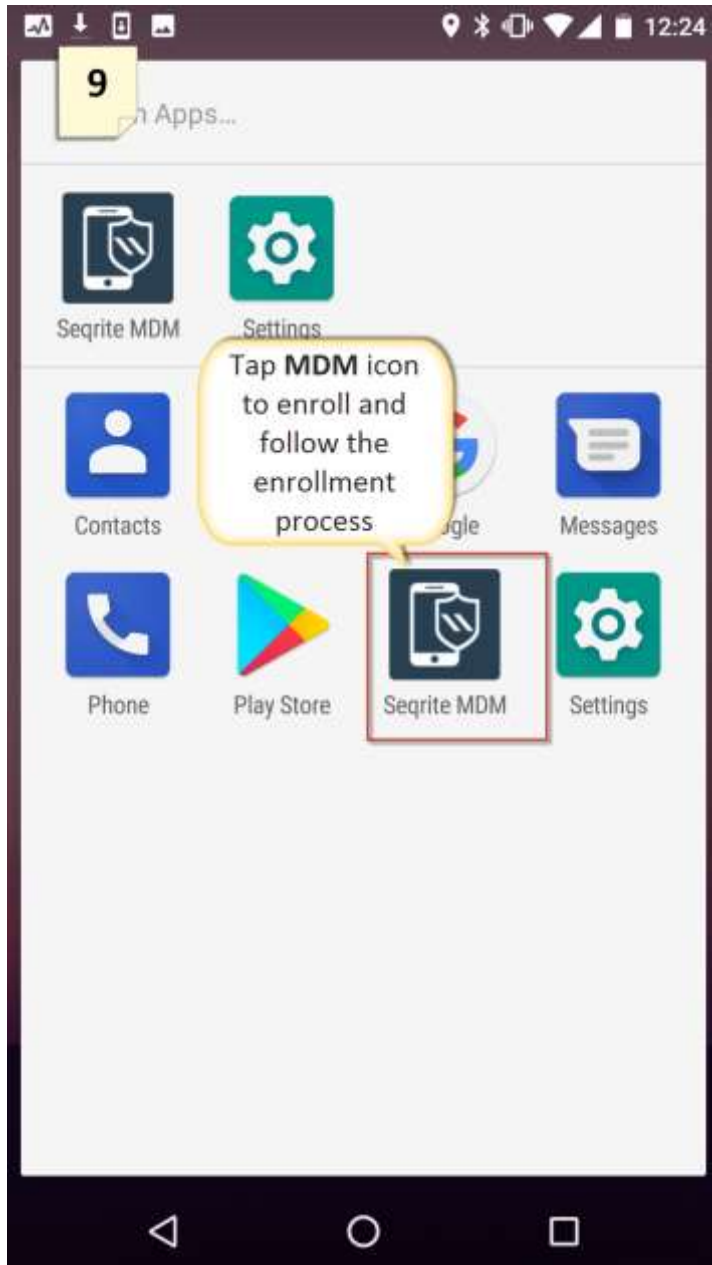 12:24
9
Apps...
Seqrite MDM
Settings
Tap MDM icon
to enroll and
follow the
enrollment
process
Contacts
Messages
Phone
Play Store
Seqrite MDM
Settings